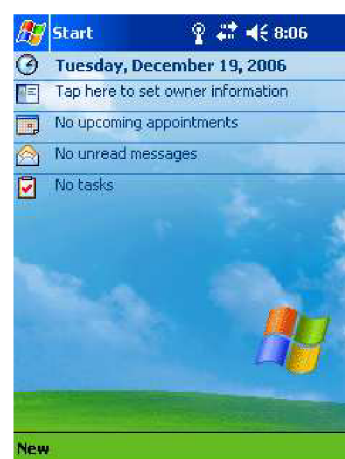 Start 8:06
Tuesday, December 19, 2006
Tap here to set owner information
No upcoming appointments
No unread messages
No tasks
New